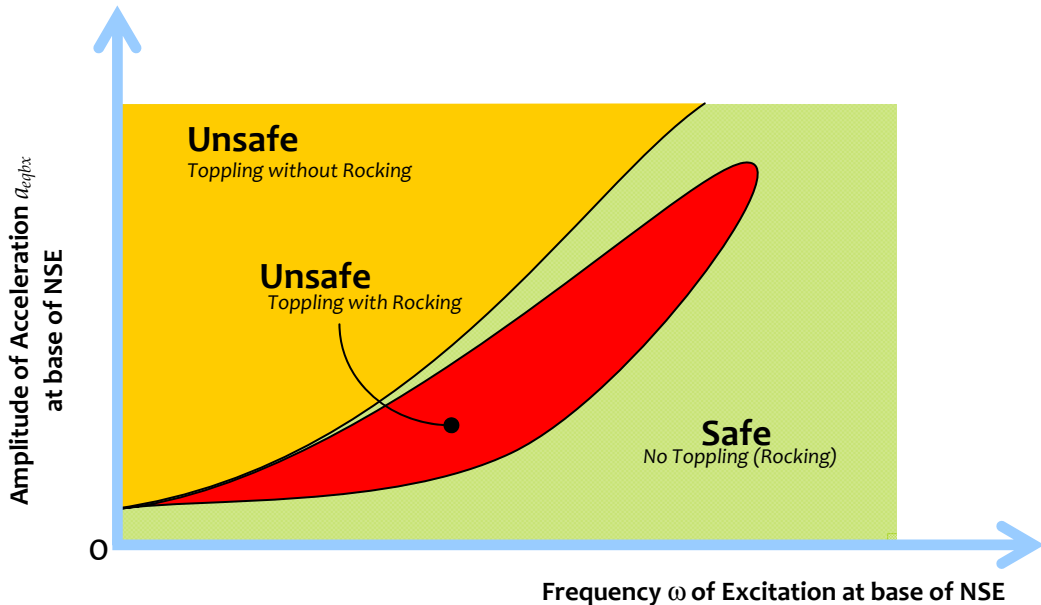 Unsafe
Toppling without Rocking
Unsafe
Toppling with Rocking
Safe
No Toppling (Rocking)
Amplitude of Acceleration a_eqbx
at base of NSE
O
Frequency ω of Excitation at base of NSE